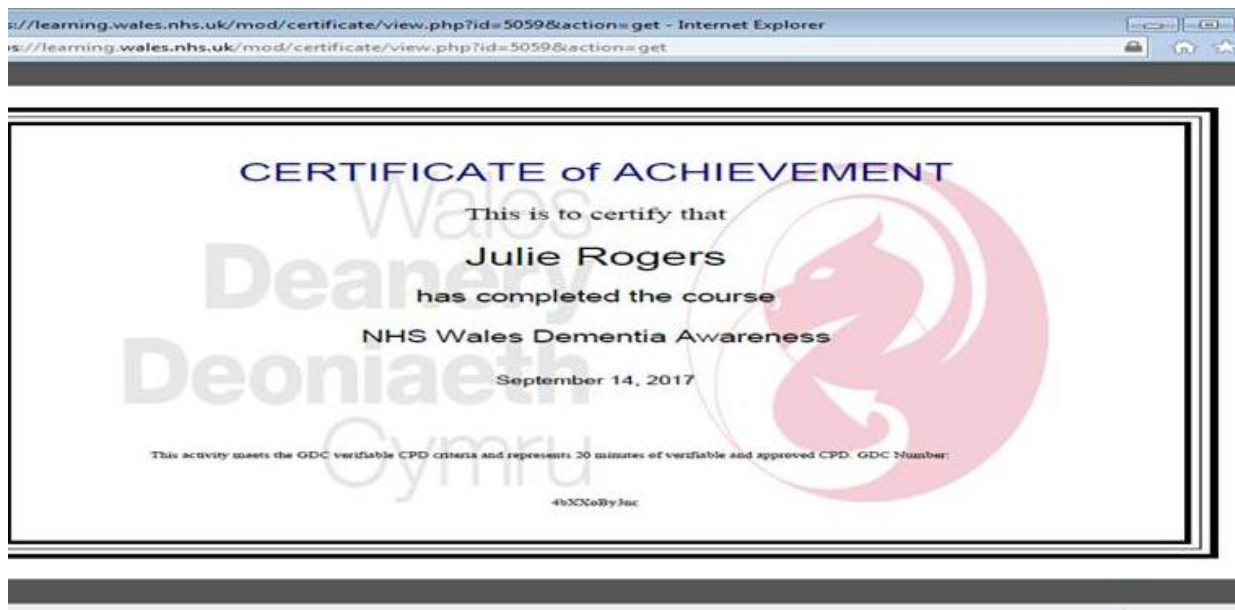 s://learning.wales.nhs.uk/mod/certificate/view.php?id=5059&action=get - Internet Explorer
ps://learning.wales.nhs.uk/mod/certificate/view.php?id=5059&action=get
CERTIFICATE of ACHIEVEMENT
Wales
This is to certify that
Julie Rogers
Deanery
has completed the course
NHS Wales Dementia Awareness
Deoniaeth
September 14, 2017
Cymru
This activity meets the GDC verifiable CPD criteria and represents 30 minutes of verifiable and approved CPD. GDC Number: